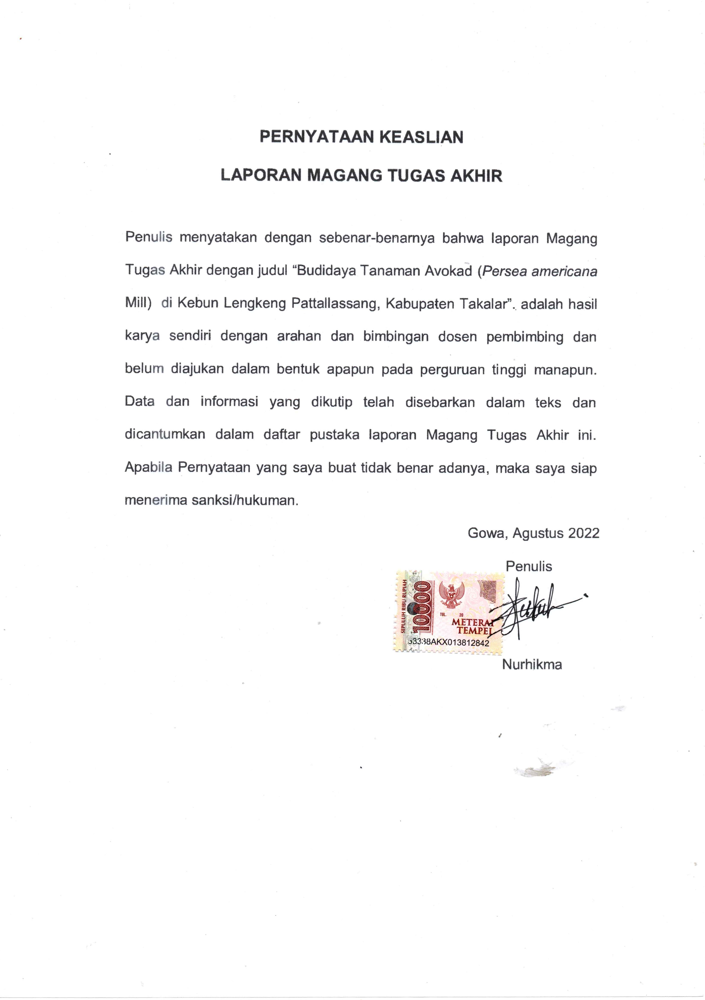 PERNYATAAN KEASLIAN
LAPORAN MAGANG TUGAS AKHIR
Penulis menyatakan dengan sebenar-benarnya bahwa laporan Magang
Tugas Akhir dengan judul “Budidaya Tanaman Avokad (Persea americana
Mill) di Kebun Lengkeng Pattallassang, Kabupaten Takalar”. adalah hasil
karya sendiri dengan arahan dan bimbingan dosen pembimbing dan
belum diajukan dalam bentuk apapun pada perguruan tinggi manapun.
Data dan informasi yang dikutip telah disebarkan dalam teks dan
dicantumkan dalam daftar pustaka laporan Magang Tugas Akhir ini.
Apabila Pernyataan yang saya buat tidak benar adanya, maka saya siap
menerima sanksi/hukuman.
Gowa, Agustus 2022
Penulis
SEPULUH RIBU RUPIAH
10000
TGL. 20
METERAI
TEMPEL
Nurhikma